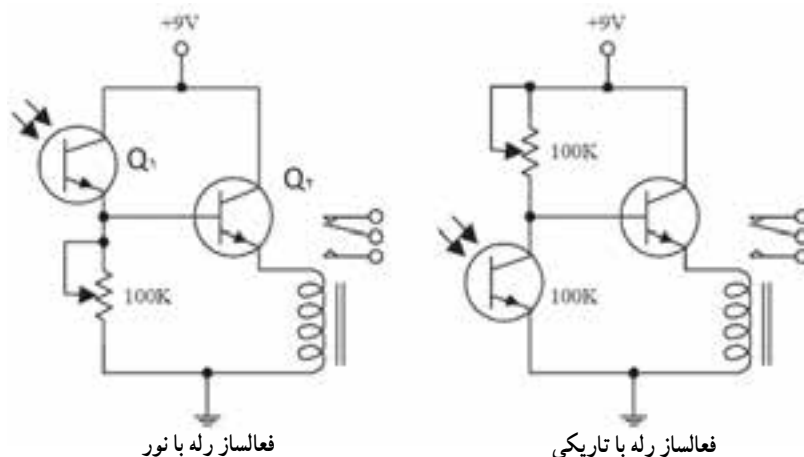 +9V
Q۱
Q۲
100K
فعالساز رله با نور
+9V
100K
100K
فعالساز رله با تاریکی